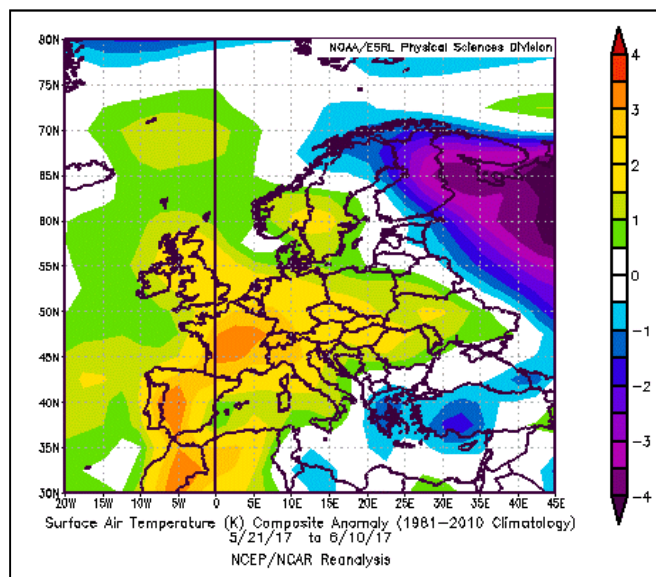 NOAA/ESRL Physical Sciences Division
80N
75N
70N
65N
60N
55N
50N
45N
40N
35N
30N
20W 15W 10W 5W 0 5E 10E 15E 20E 25E 30E 35E 40E 45E
4
3
2
1
0
-1
-2
-3
-4
Surface Air Temperature (K) Composite Anomaly (1981-2010 Climatology)
5/21/17 to 6/10/17
NCEP/NCAR Reanalysis